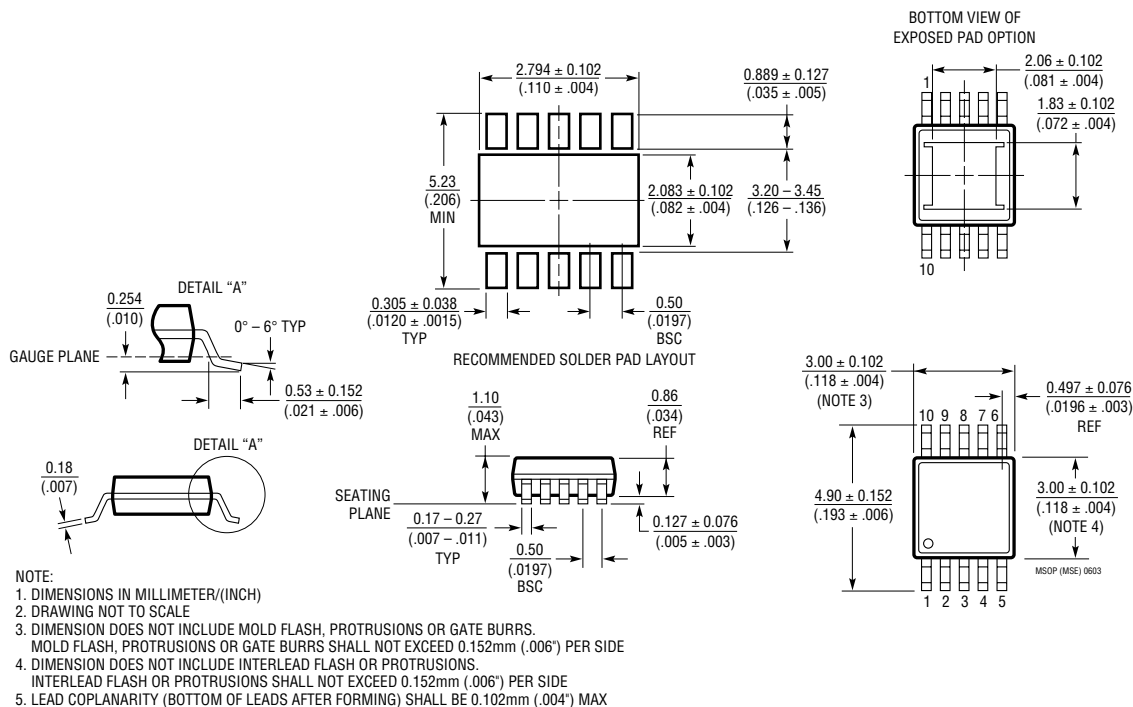 BOTTOM VIEW OF
EXPOSED PAD OPTION
2.06 ± 0.102
(.081 ± .004)
1
1.83 ± 0.102
(.072 ± .004)
10
2.794 ± 0.102
(.110 ± .004)
0.889 ± 0.127
(.035 ± .005)
5.23
(.206)
MIN
2.083 ± 0.102
(.082 ± .004)
3.20 – 3.45
(.126 – .136)
0.305 ± 0.038
(.0120 ± .0015)
TYP
0.50
(.0197)
BSC
RECOMMENDED SOLDER PAD LAYOUT
DETAIL “A”
0.254
(.010)
0° – 6° TYP
GAUGE PLANE
0.53 ± 0.152
(.021 ± .006)
DETAIL “A”
0.18
(.007)
1.10
(.043)
MAX
0.86
(.034)
REF
SEATING
PLANE
0.17 – 0.27
(.007 – .011)
TYP
0.50
(.0197)
BSC
0.127 ± 0.076
(.005 ± .003)
3.00 ± 0.102
(.118 ± .004)
(NOTE 3)
0.497 ± 0.076
(.0196 ± .003)
REF
10 9 8 7 6
4.90 ± 0.152
(.193 ± .006)
3.00 ± 0.102
(.118 ± .004)
(NOTE 4)
MSOP (MSE) 0603
1 2 3 4 5
NOTE:
1. DIMENSIONS IN MILLIMETER/(INCH)
2. DRAWING NOT TO SCALE
3. DIMENSION DOES NOT INCLUDE MOLD FLASH, PROTRUSIONS OR GATE BURRS.
MOLD FLASH, PROTRUSIONS OR GATE BURRS SHALL NOT EXCEED 0.152mm (.006") PER SIDE
4. DIMENSION DOES NOT INCLUDE INTERLEAD FLASH OR PROTRUSIONS.
INTERLEAD FLASH OR PROTRUSIONS SHALL NOT EXCEED 0.152mm (.006") PER SIDE
5. LEAD COPLANARITY (BOTTOM OF LEADS AFTER FORMING) SHALL BE 0.102mm (.004") MAX